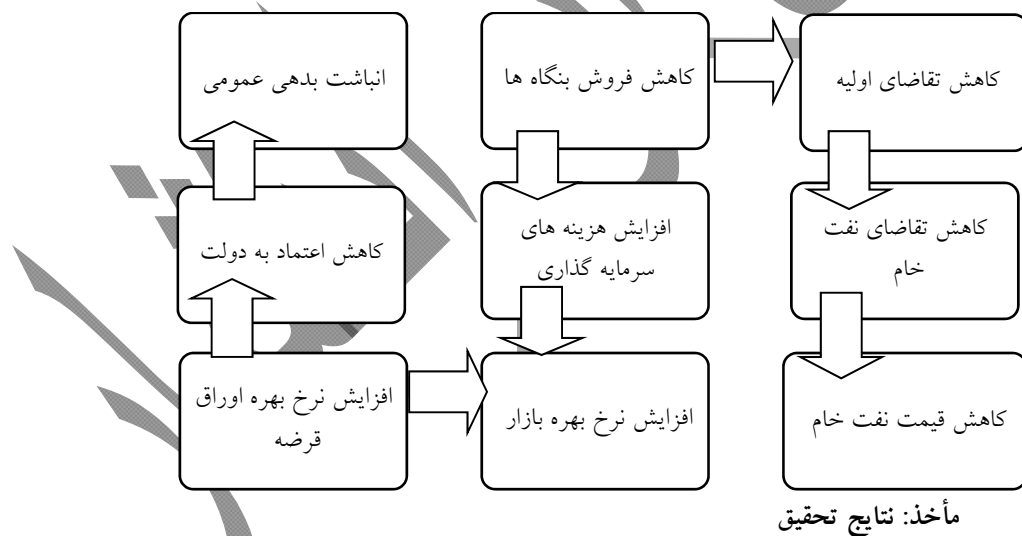 انباشت بدهی عمومی
کاهش فروش بنگاه ها
کاهش تقاضای اولیه
کاهش اعتماد به دولت
افزایش هزینه های
سرمایه گذاری
کاهش تقاضای نفت
خام
افزایش نرخ بهره اوراق
قرضه
افزایش نرخ بهره بازار
کاهش قیمت نفت خام
مأخذ: نتایج تحقیق